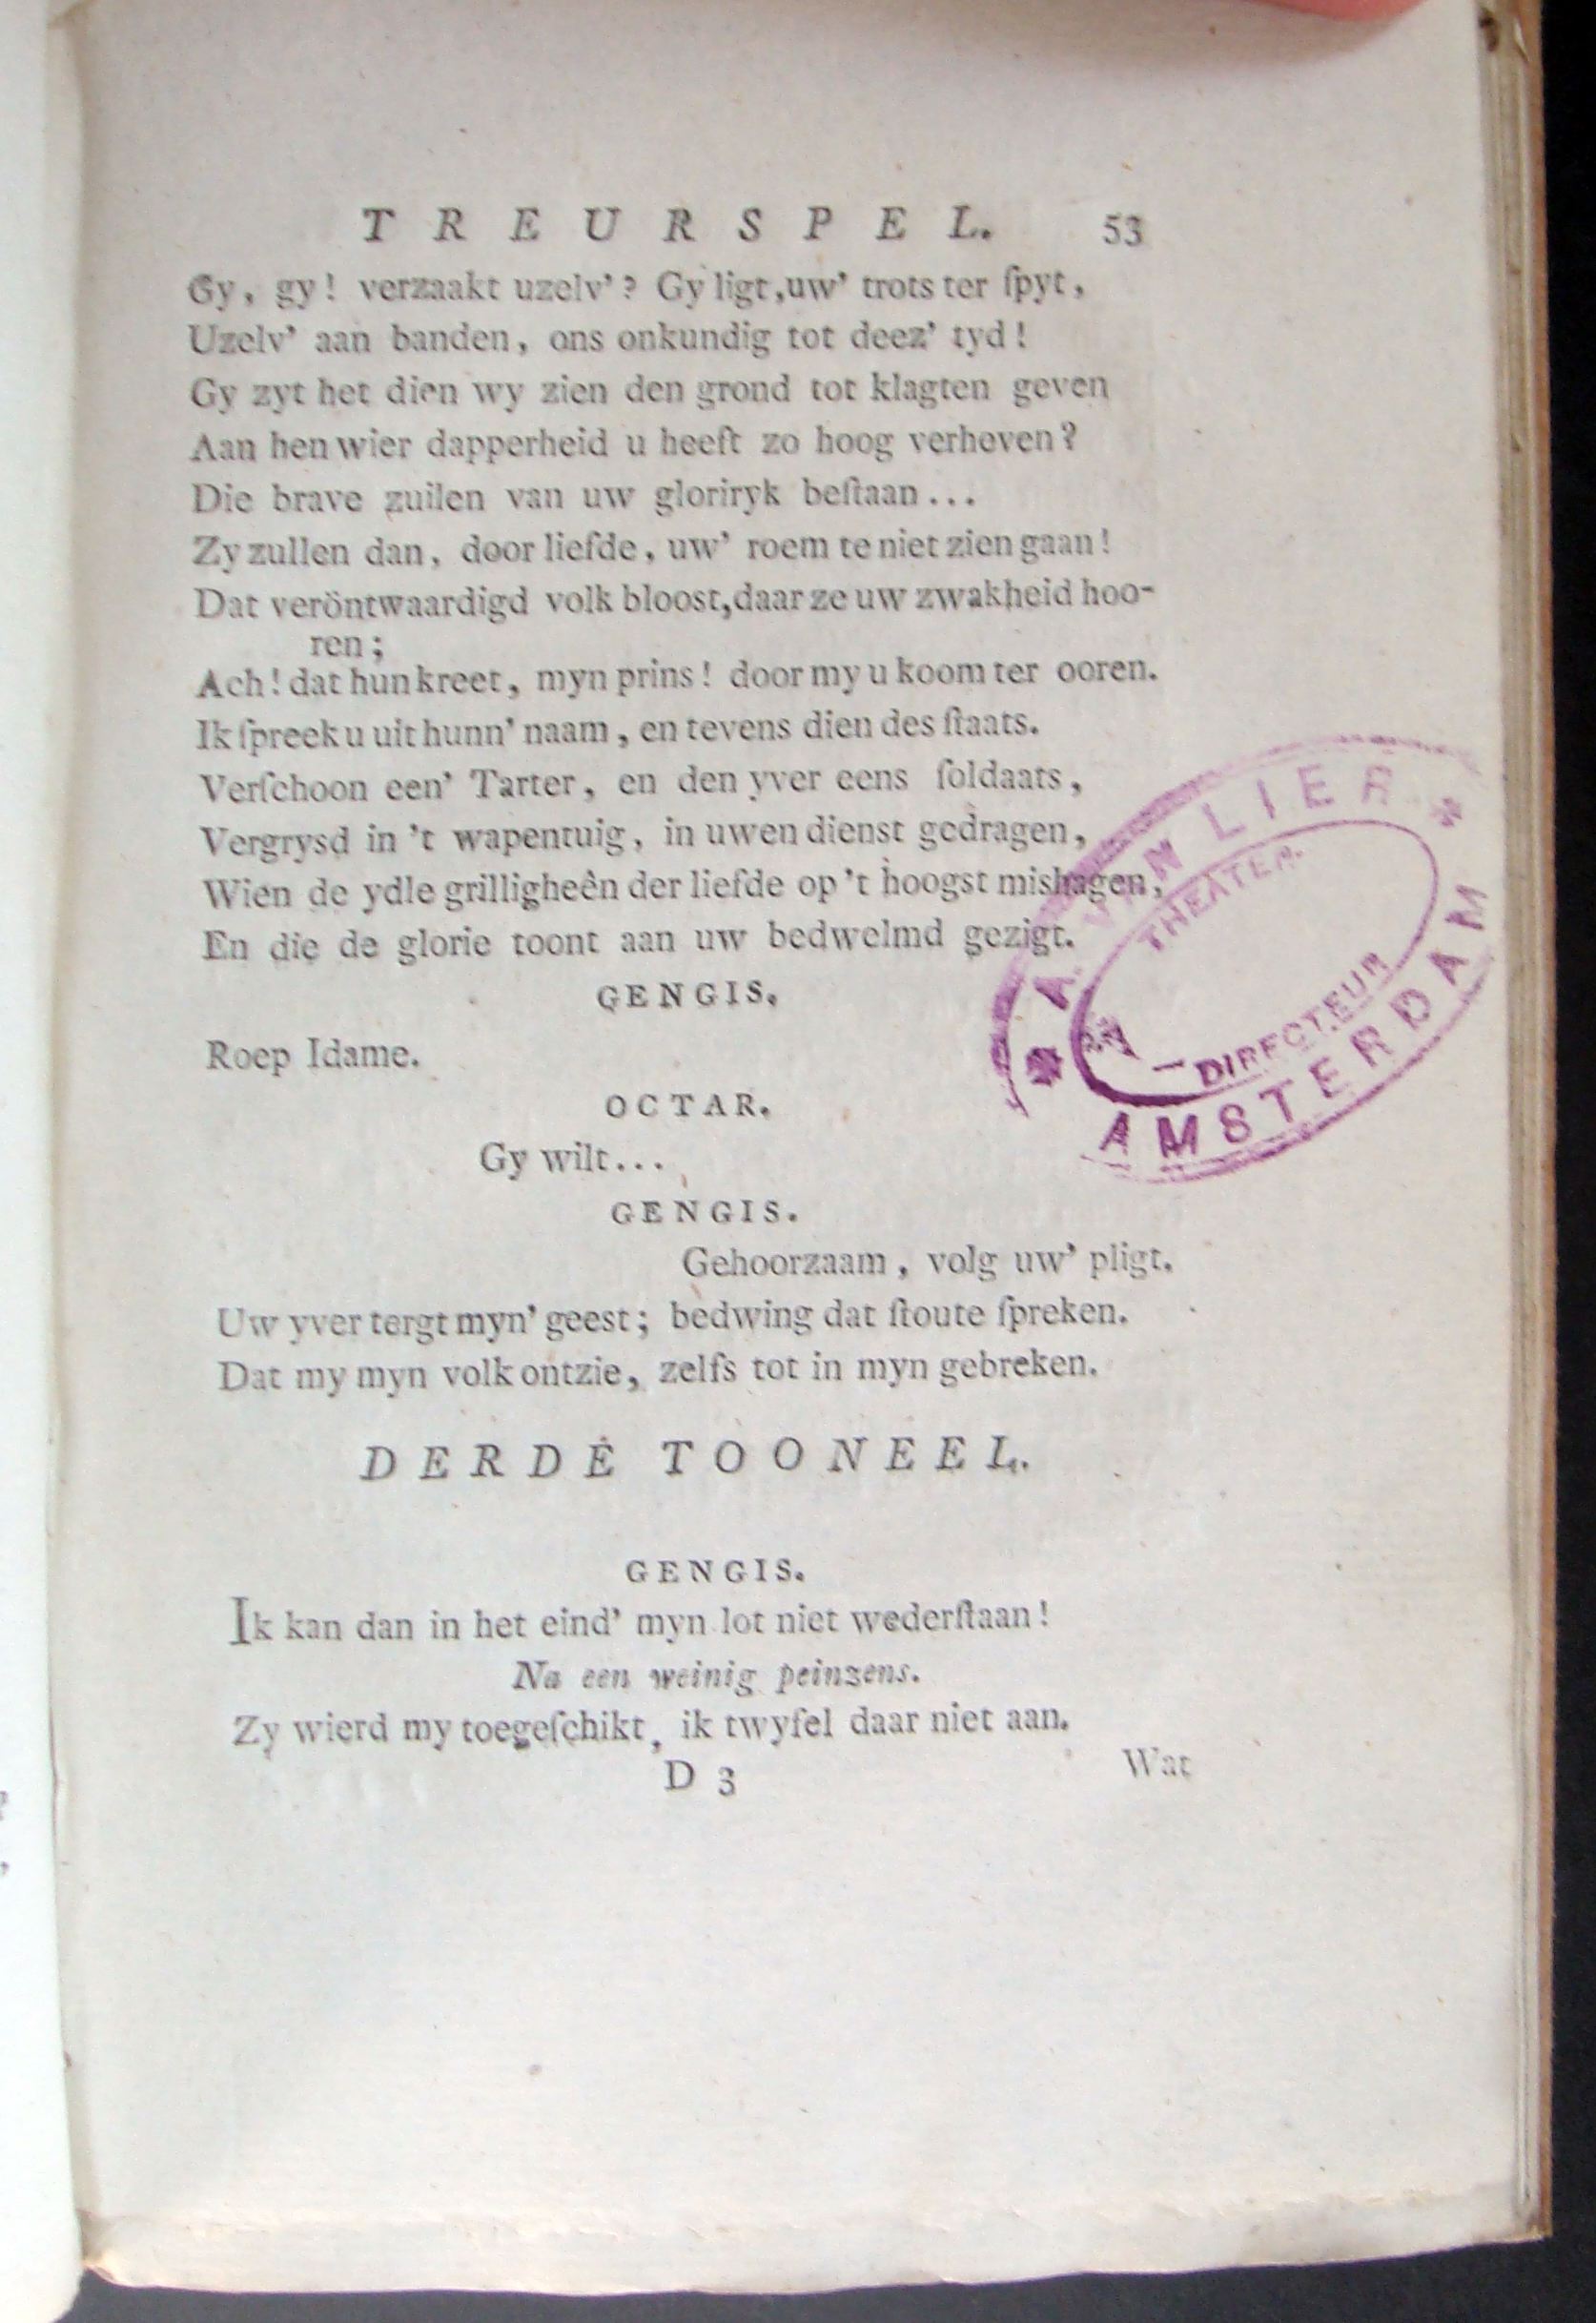 TREURSPEL. 53
Gy, gy! verzaakt uzelv'? Gy ligt, uw' trots ter ſpyt,
Uzelv' aan banden, ons onkundig tot deez' tyd!
Gy zyt het dien wy zien den grond tot klagten geven
Aan hen wier dapperheid u heeft zo hoog verheven?
Die brave zuilen van uw gloriryk beſtaan...
Zy zullen dan, door liefde, uw' roem te niet zien gaan!
Dat veröntwaardigd volk bloost, daar ze uw zwakheid hoo-
ren;
Ach! dat hun kreet, myn prins! door my u koom ter ooren.
Ik ſpreek u uit hunn' naam, en tevens dien des ſtaats.
Verſchoon een' Tarter, en den yver eens ſoldaats,
Vergrysd in 't wapentuig, in uwen dienst gedragen,
Wien de ydle grilligheên der liefde op 't hoogst mishagen,
En die de glorie toont aan uw bedwelmd gezigt.
GENGIS.
Roep Idame.
OCTAR.
Gy wilt...
GENGIS.
Gehoorzaam, volg uw' pligt.
Uw yver tergt myn' geest; bedwing dat ſtoute ſpreken.
Dat my myn volk ontzie, zelfs tot in myn gebreken.
DERDE TOONEEL.
GENGIS.
Ik kan dan in het eind' myn lot niet wederſtaan!
Na een weinig peinzens.
Zy wierd my toegeſchikt, ik twyfel daar niet aan.
D 3 Wat
A. VAN LIER
THEATER
DIRECTEUR
AMSTERDAM